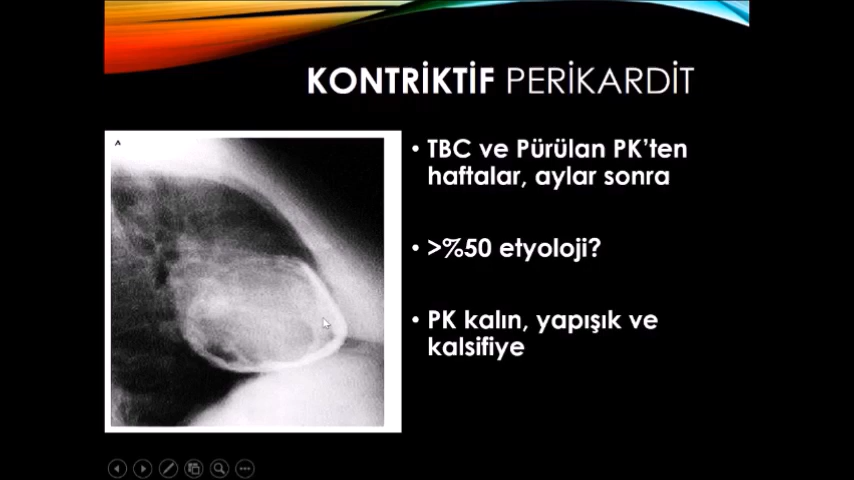 KONTRİKTİF PERİKARDİT
A
• TBC ve Pürülan PK'ten
haftalar, aylar sonra
• >%50 etyoloji?
• PK kalın, yapışık ve
kalsifiye